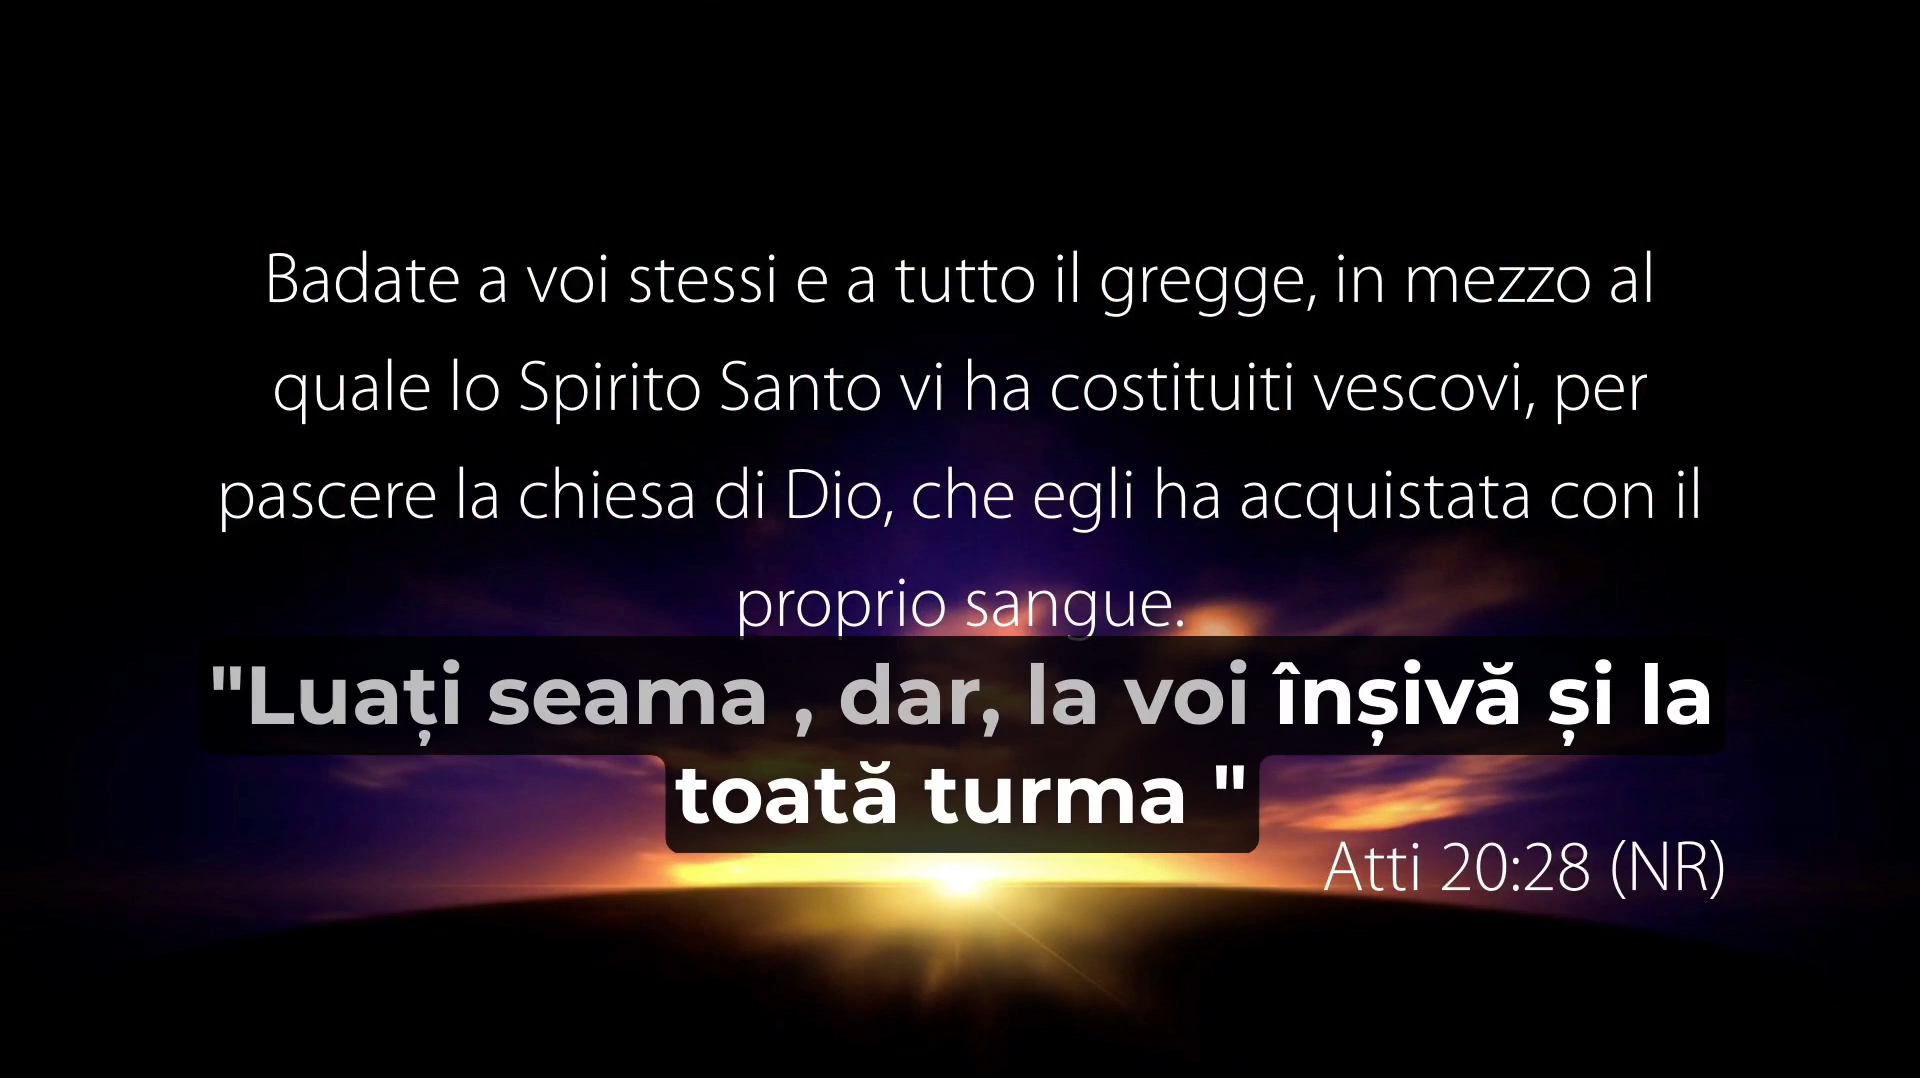 Badate a voi stessi e a tutto il gregge, in mezzo al
quale lo Spirito Santo vi ha costituiti vescovi, per
pascere la chiesa di Dio, che egli ha acquistata con il
proprio sangue.
"Luați seama , dar, la voi înșivă și la
toată turma "
Atti 20:28 (NR)